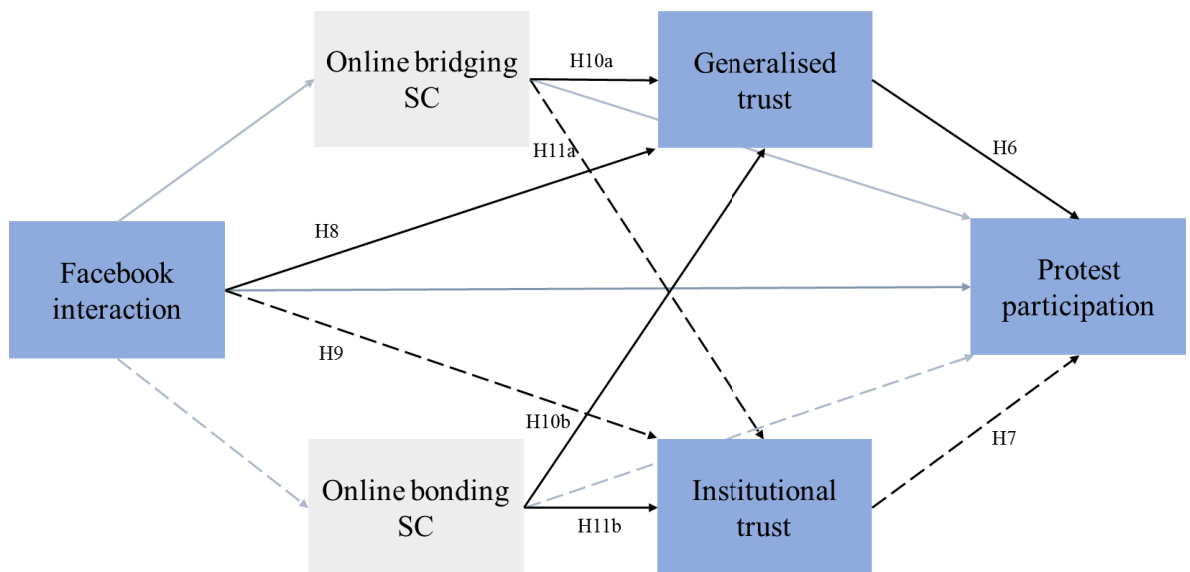 Online bridging
SC
H10a
Generalised
trust
H11a
H6
H8
Facebook
interaction
Protest
participation
H9
H10b
H7
Online bonding
SC
H11b
Institutional
trust